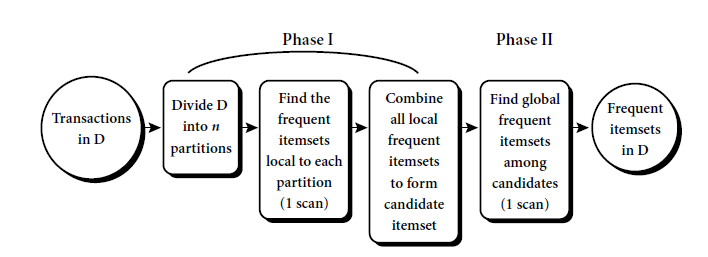 Phase I
Phase II
Transactions
in D
Divide D
into n
partitions
Find the
frequent
itemsets
local to each
partition
(1 scan)
Combine
all local
frequent
itemsets
to form
candidate
itemset
Find global
frequent
itemsets
among
candidates
(1 scan)
Frequent
itemsets
in D